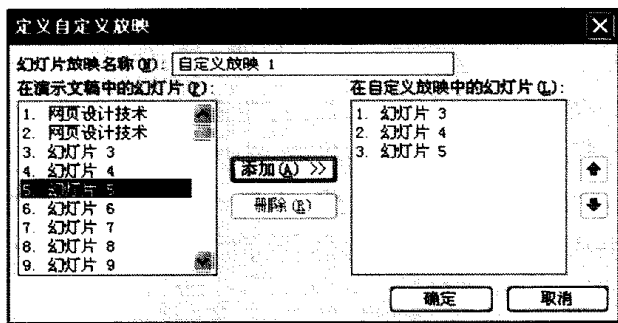 定义自定义放映
幻灯片放映名称(N): 自定义放映 1
在演示文稿中的幻灯片(P):
1. 网页设计技术
2. 网页设计技术
3. 幻灯片 3
4. 幻灯片 4
5. 幻灯片 5
6. 幻灯片 6
7. 幻灯片 7
8. 幻灯片 8
9. 幻灯片 9
添加(A) >>
删除(R)
在自定义放映中的幻灯片(L):
1. 幻灯片 3
2. 幻灯片 4
3. 幻灯片 5
确定
取消